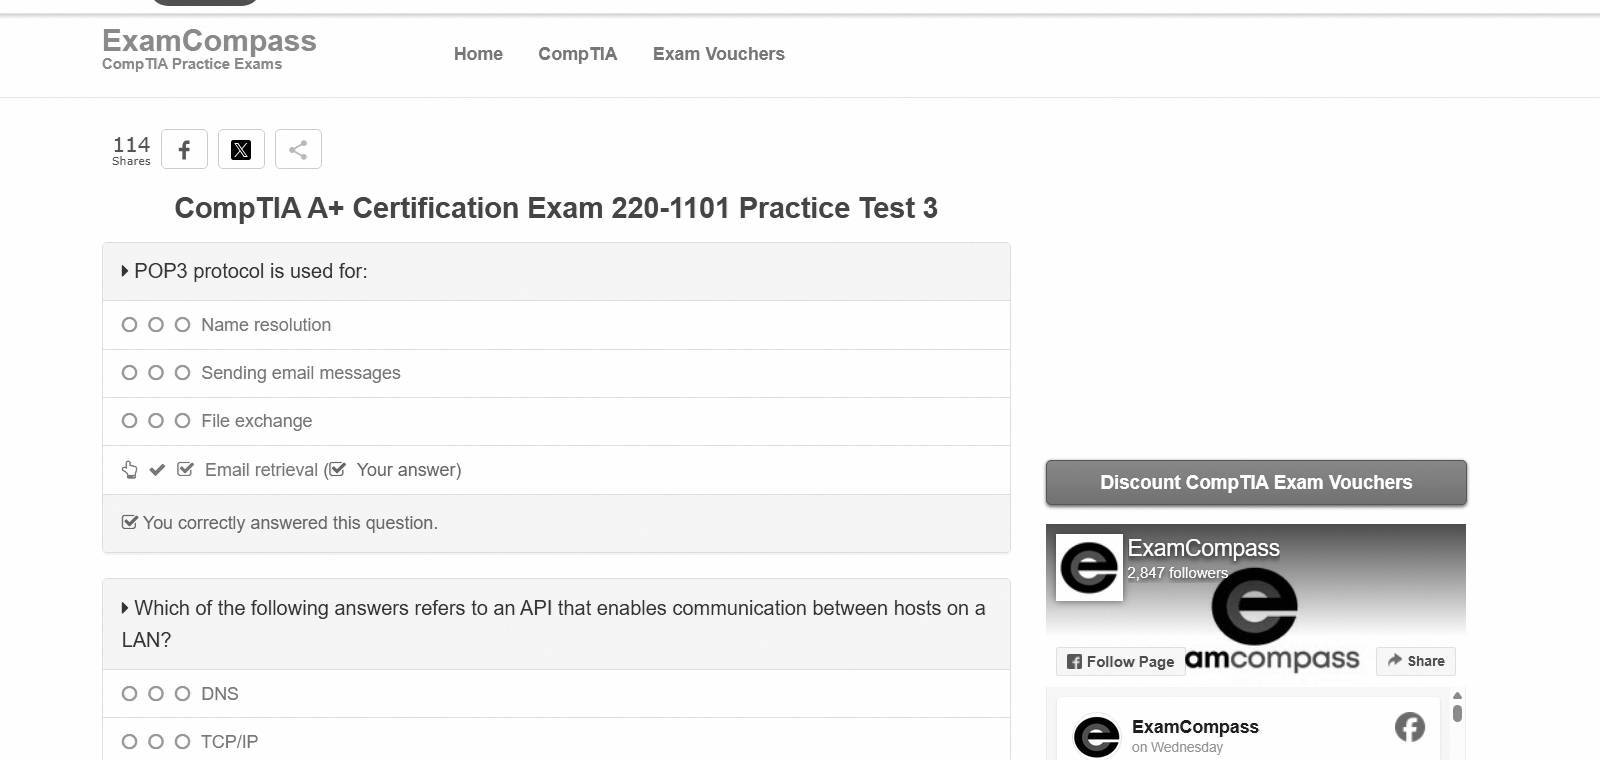 ExamCompass
CompTIA Practice Exams
Home
CompTIA
Exam Vouchers
114
Shares
CompTIA A+ Certification Exam 220-1101 Practice Test 3
POP3 protocol is used for:
Name resolution
Sending email messages
File exchange
Email retrieval ( Your answer)
You correctly answered this question.
Which of the following answers refers to an API that enables communication between hosts on a
LAN?
DNS
TCP/IP
Discount CompTIA Exam Vouchers
ExamCompass
2,847 followers
Follow Page
amcompass
Share
ExamCompass
on Wednesday